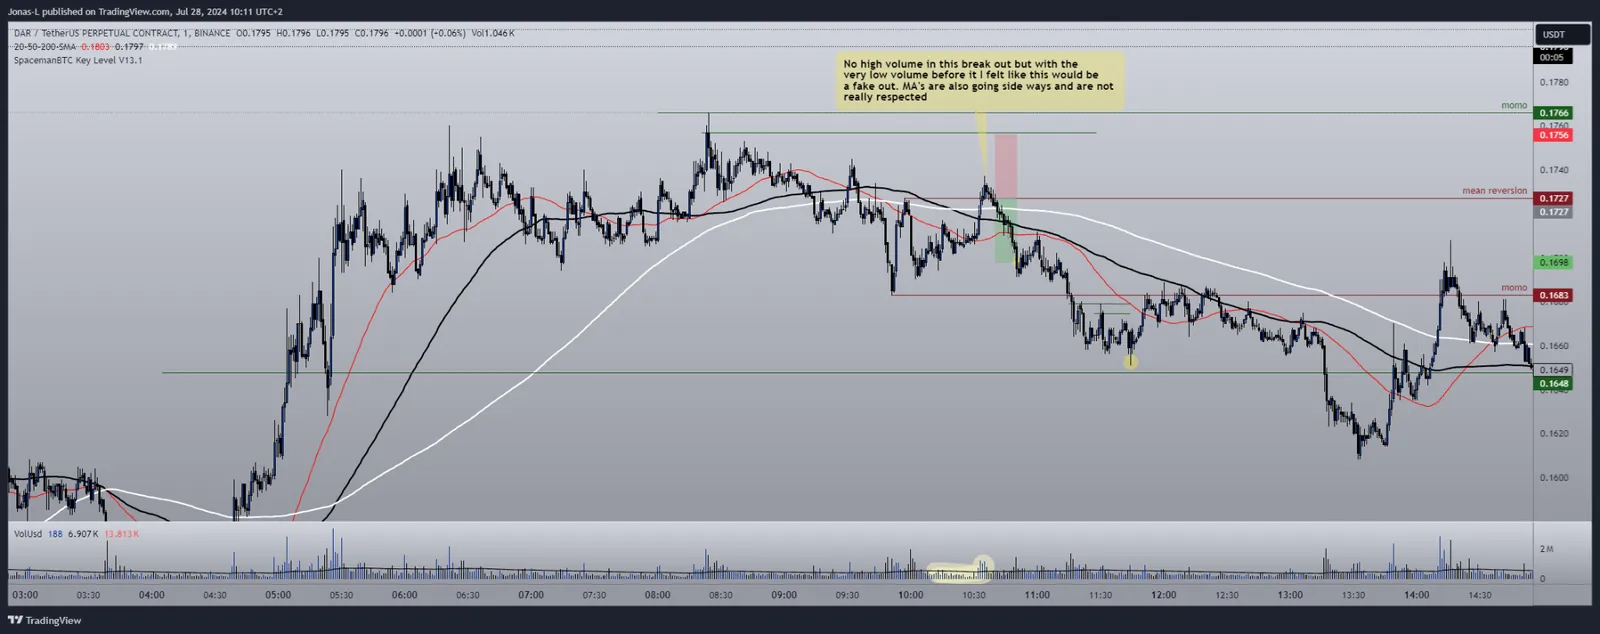 Jonas-L published on TradingView.com, Jul 28, 2024 10:11 UTC+2
DAR / TetherUS PERPETUAL CONTRACT, 1, BINANCE O0.1795 H0.1796 L0.1795 C0.1796 +0.0001 (+0.06%) Vol1.046K
USDT
20-50-200-SMA 0.1803 0.1797
00:05
SpacemanBTC Key Level V13.1
No high volume in this break out but with the
very low volume before it I felt like this would be
a fake out. MA's are also going side ways and are not
really respected
0.1780
momo
0.1766
0.1760
0.1756
0.1740
mean reversion
0.1727
0.1727
0.1698
momo
0.1683
0.1660
0.1649
0.1648
0.1620
0.1600
VolUsd 188 6.907K 13.813K
2M
0
03:00 03:30 04:00 04:30 05:00 05:30 06:00 06:30 07:00 07:30 08:00 08:30 09:00 09:30 10:00 10:30 11:00 11:30 12:00 12:30 13:00 13:30 14:00 14:30
TradingView